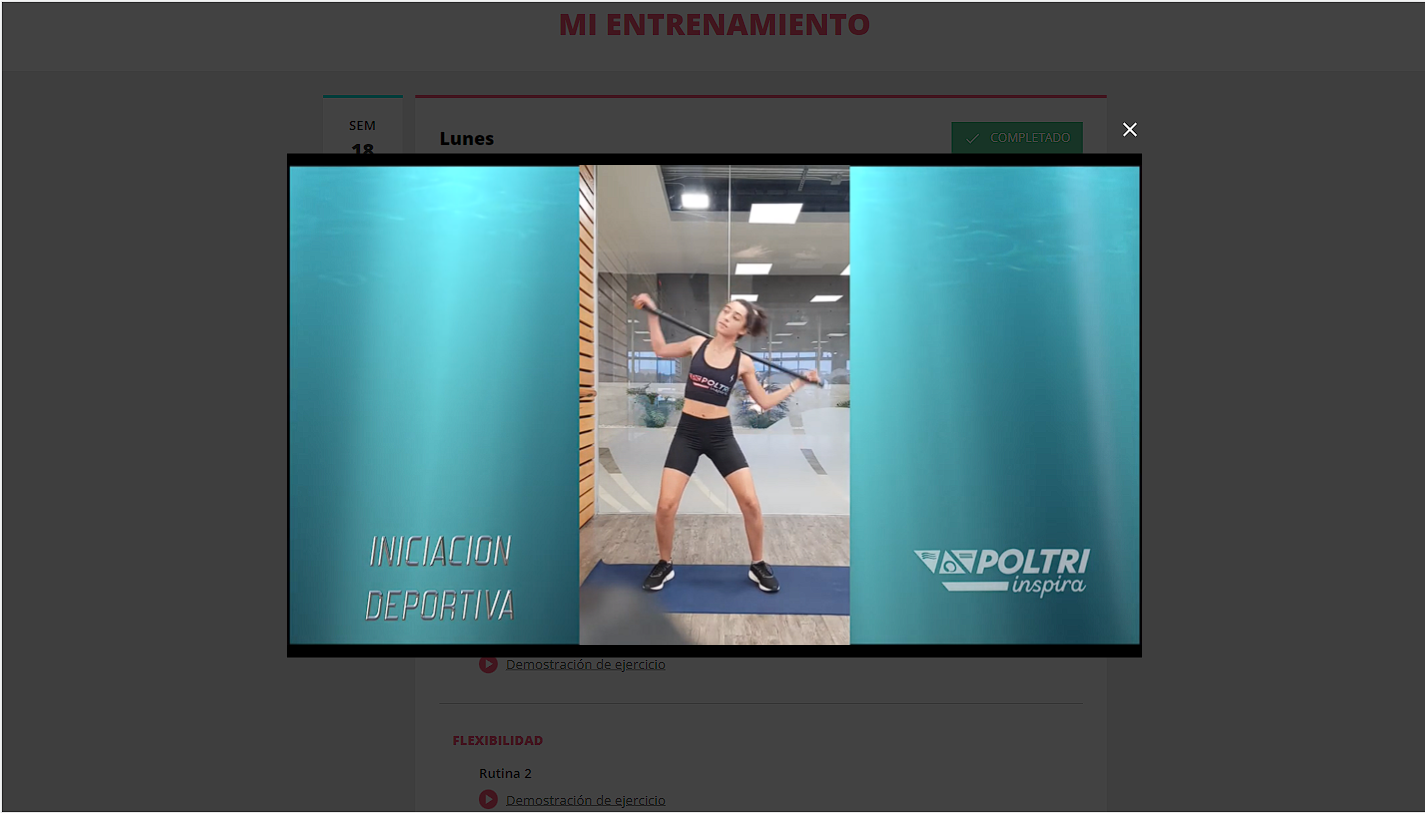 MI ENTRENAMIENTO
SEM
18
Lunes
COMPLETADO
POLTRI
INICIACION
DEPORTIVA
POLTRI
inspira
Demostración de ejercicio
FLEXIBILIDAD
Rutina 2
Demostración de ejercicio